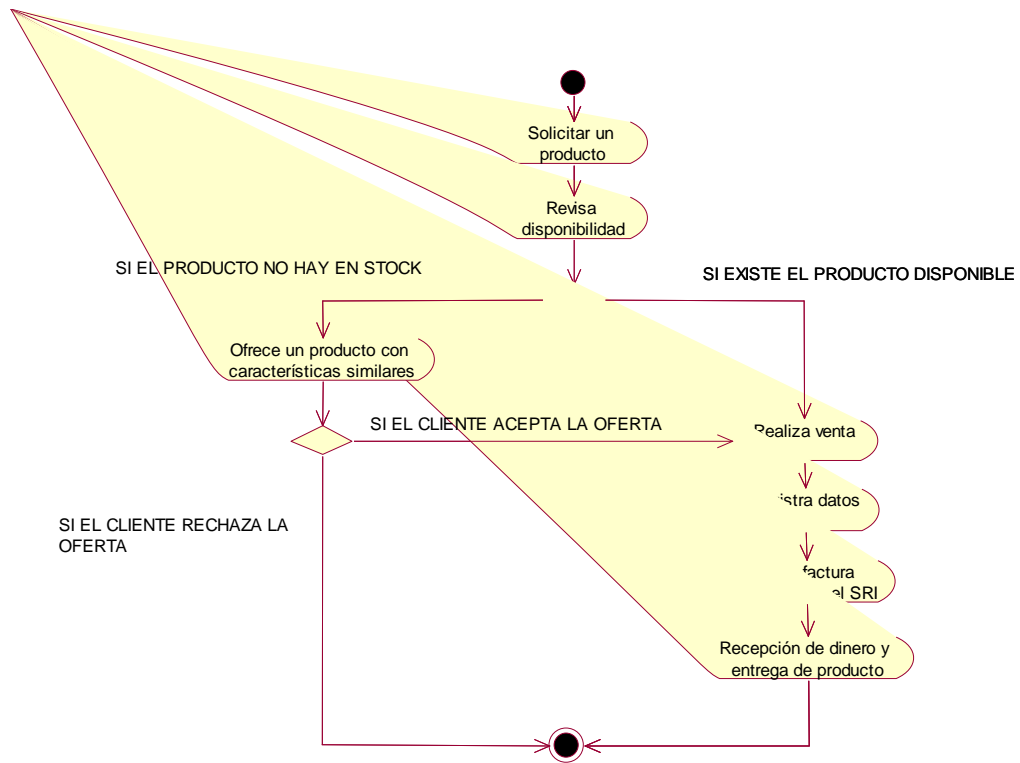 Solicitar un
producto
Revisa
disponibilidad
SI EL PRODUCTO NO HAY EN STOCK
SI EXISTE EL PRODUCTO DISPONIBLE
Ofrece un producto con
características similares
SI EL CLIENTE ACEPTA LA OFERTA
Realiza venta
datos
SI EL CLIENTE RECHAZA LA
OFERTA
factura
el SRI
Recepción de dinero y
entrega de producto